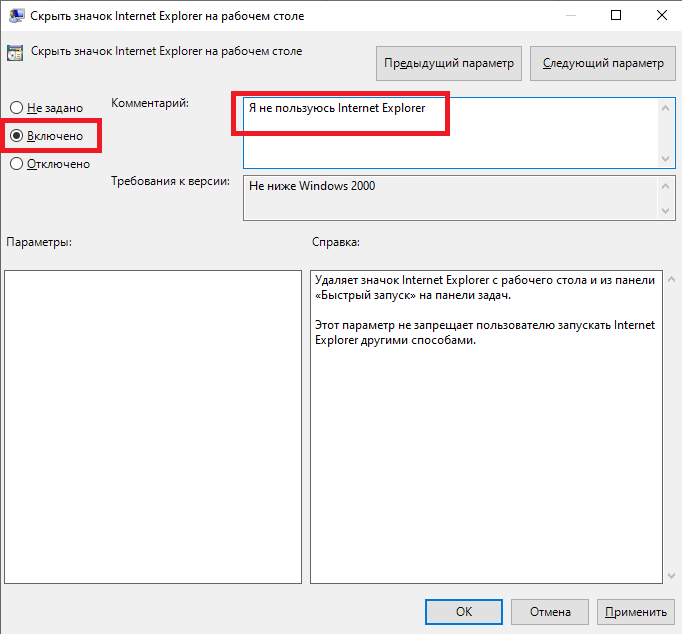 Скрыть значок Internet Explorer на рабочем столе
Скрыть значок Internet Explorer на рабочем столе
Предыдущий параметр
Следующий параметр
Не задано
Включено
Отключено
Комментарий:
Я не пользуюсь Internet Explorer
Требования к версии:
Не ниже Windows 2000
Параметры:
Справка:
Удаляет значок Internet Explorer с рабочего стола и из панели
«Быстрый запуск» на панели задач.
Этот параметр не запрещает пользователю запускать Internet
Explorer другими способами.
ОК
Отмена
Применить